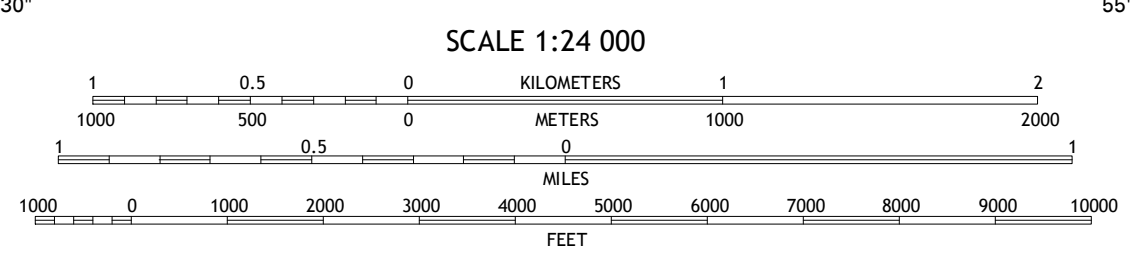 30" 55'
SCALE 1:24 000
1 0.5 0 KILOMETERS 1 2
1000 500 0 METERS 1000 2000
1 0.5 0 1
MILES
1000 0 1000 2000 3000 4000 5000 6000 7000 8000 9000 10000
FEET